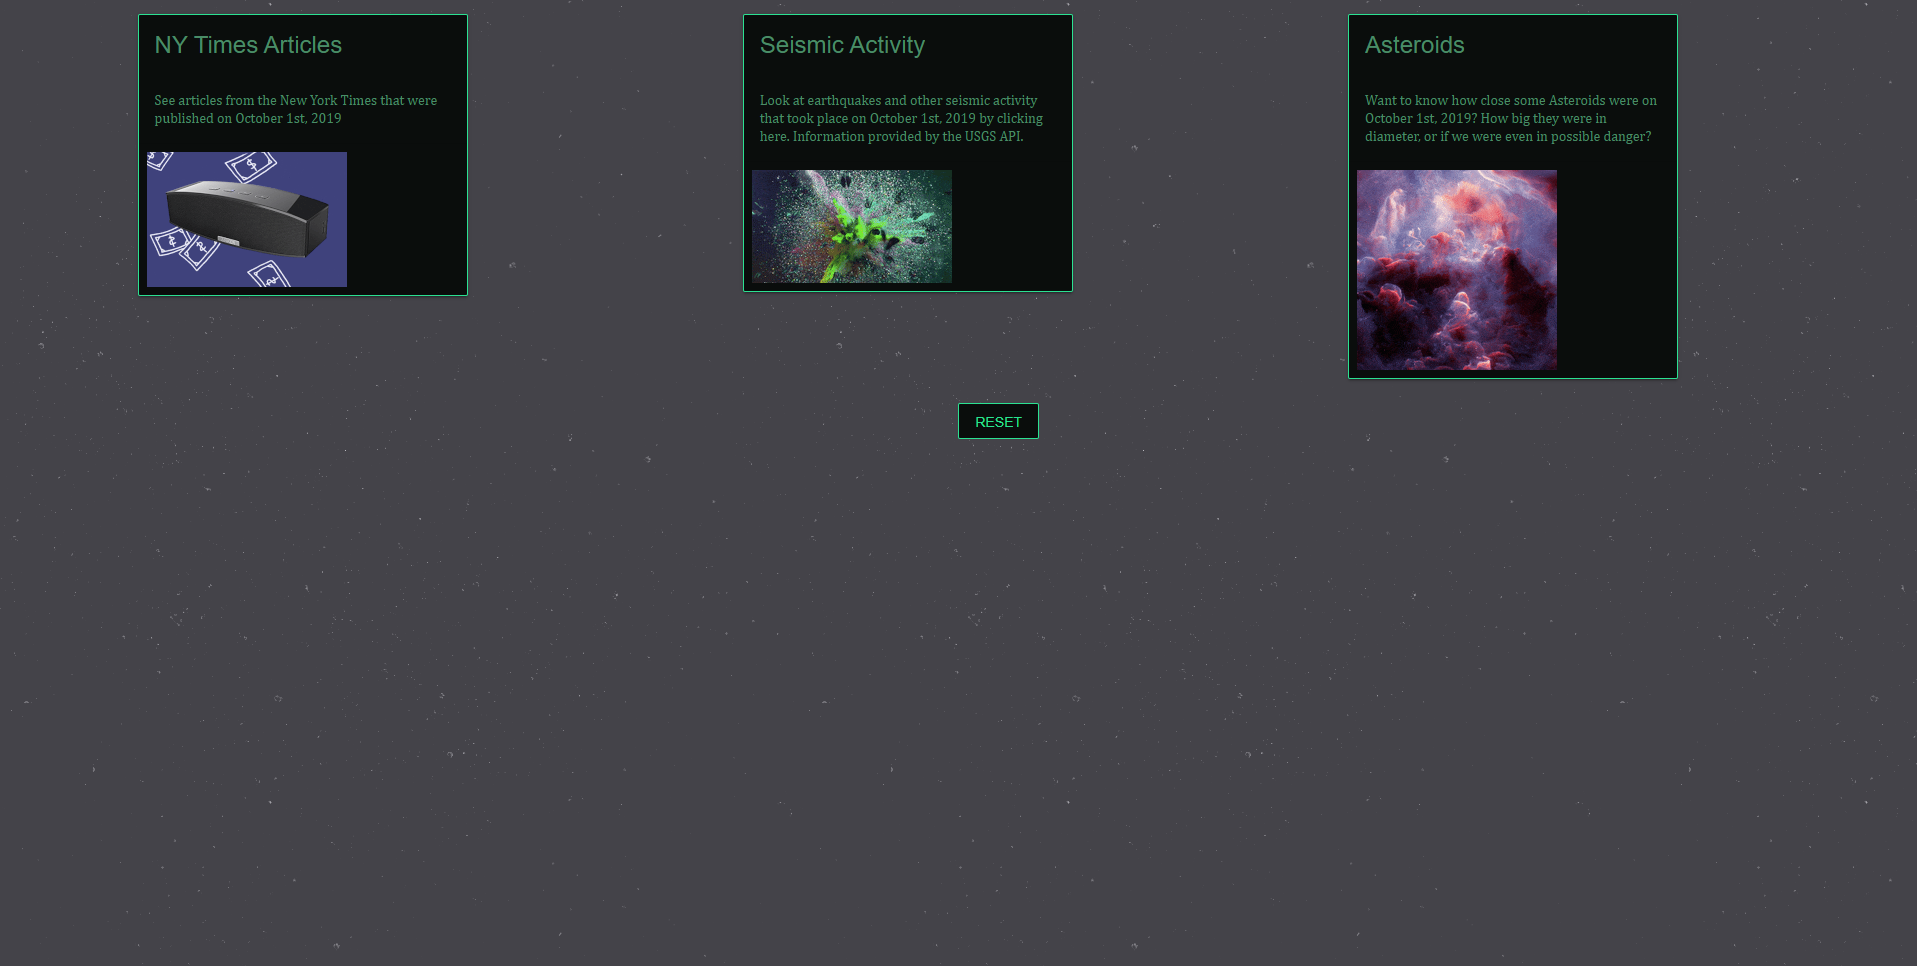 NY Times Articles
See articles from the New York Times that were
published on October 1st, 2019
Seismic Activity
Look at earthquakes and other seismic activity
that took place on October 1st, 2019 by clicking
here. Information provided by the USGS API.
Asteroids
Want to know how close some Asteroids were on
October 1st, 2019? How big they were in
diameter, or if we were even in possible danger?
RESET